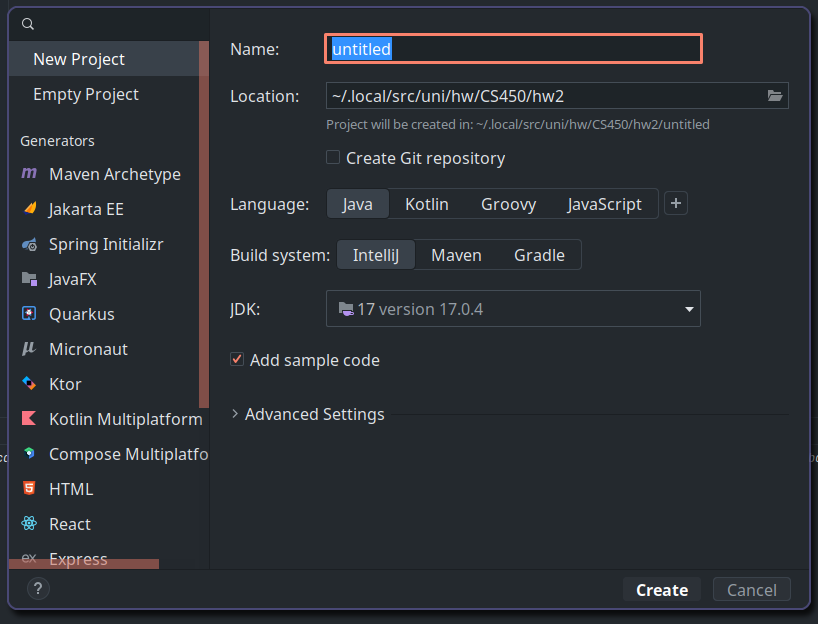 New Project
Empty Project
Generators
m Maven Archetype
Jakarta EE
Spring Initializr
JavaFX
Quarkus
μ Micronaut
Ktor
Kotlin Multiplatform
Compose Multiplatfo
HTML
React
ex Express
?
Name: untitled
Location: ~/.local/src/uni/hw/CS450/hw2
Project will be created in: ~/.local/src/uni/hw/CS450/hw2/untitled
Create Git repository
Language: Java Kotlin Groovy JavaScript +
Build system: IntelliJ Maven Gradle
JDK: 17 version 17.0.4
Add sample code
Advanced Settings
Create Cancel